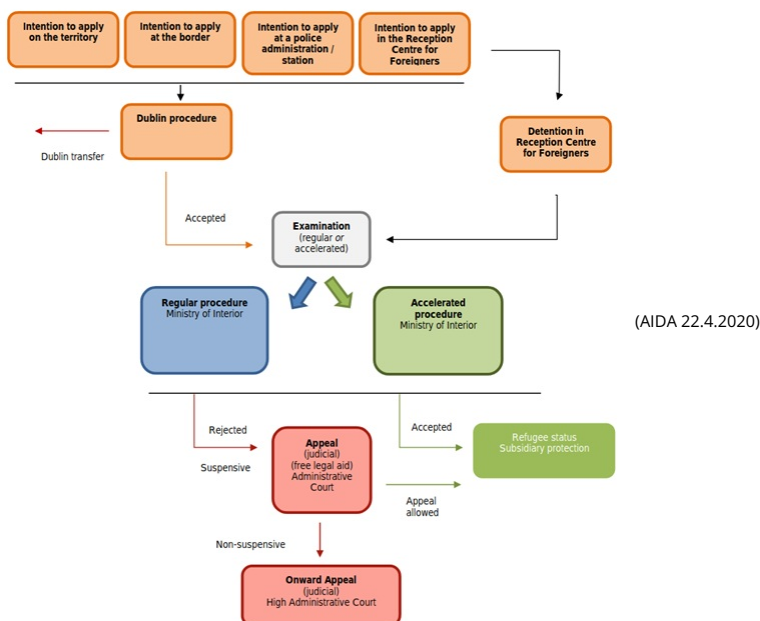 Intention to apply
on the territory
Intention to apply
at the border
Intention to apply
at a police
administration /
station
Intention to apply
in the Reception
Centre for
Foreigners
Dublin procedure
Dublin transfer
Detention in
Reception Centre
for Foreigners
Accepted
Examination
(regular or
accelerated)
Regular procedure
Ministry of Interior
Accelerated
procedure
Ministry of Interior
(AIDA 22.4.2020)
Rejected
Suspensive
Appeal
(judicial)
(free legal aid)
Administrative
Court
Accepted
Refugee status
Subsidiary protection
Appeal
allowed
Non-suspensive
Onward Appeal
(judicial)
High Administrative Court